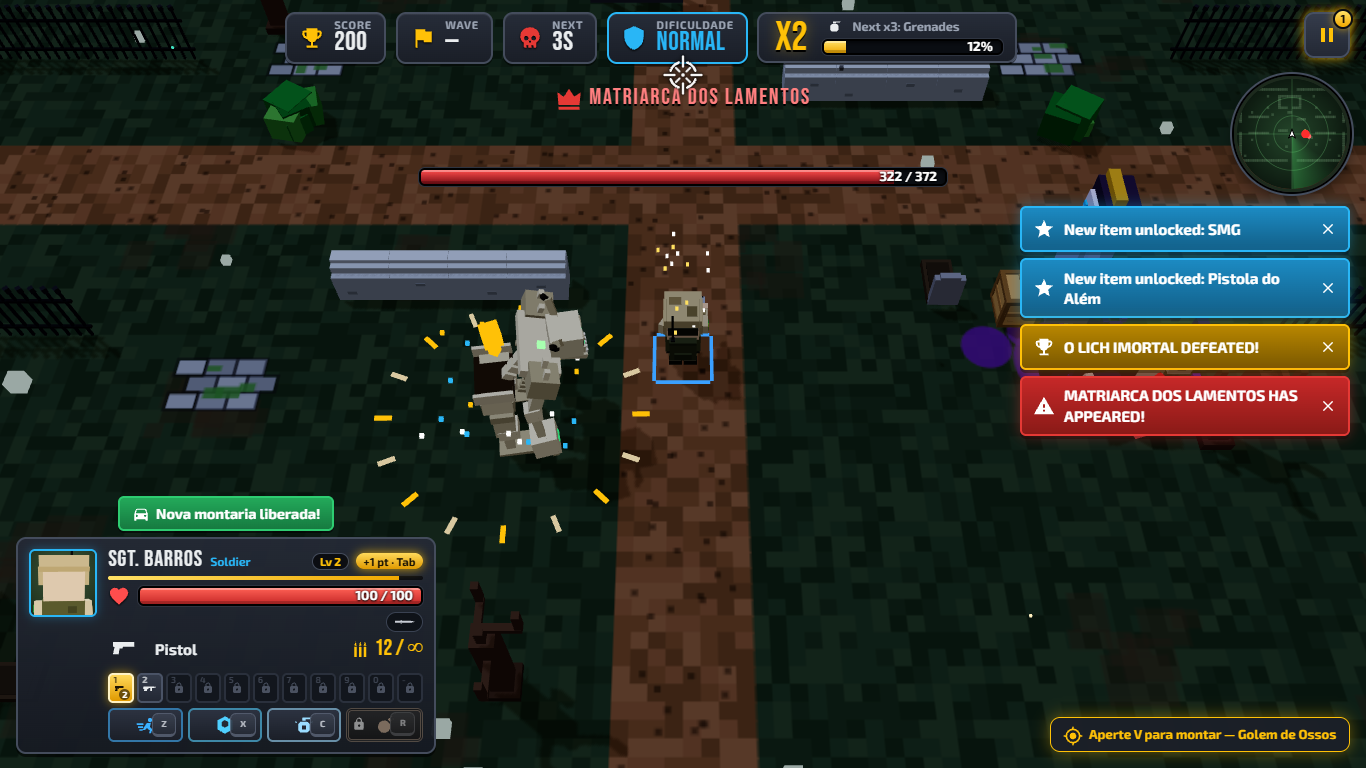 SCORE
200
WAVE
—
NEXT
3S
DIFICULDADE
NORMAL
X2
Next x3: Grenades
12%
1
MATRIARCA DOS LAMENTOS
322 / 372
New item unlocked: SMG
New item unlocked: Pistola do
Além
O LICH IMORTAL DEFEATED!
MATRIARCA DOS LAMENTOS HAS
APPEARED!
Nova montaria liberada!
SGT. BARROS Soldier Lv 2 +1 pt · Tab
100 / 100
Pistol 12 / ∞
1 2 3 4 5 6 7 8 9 0 -
2
Z X C R
Aperte V para montar — Golem de Ossos